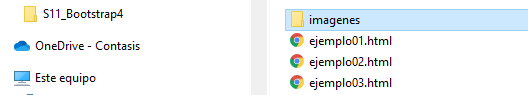 S11_Bootstrap4
OneDrive - Contasis
Este equipo
imagenes
ejemplo01.html
ejemplo02.html
ejemplo03.html